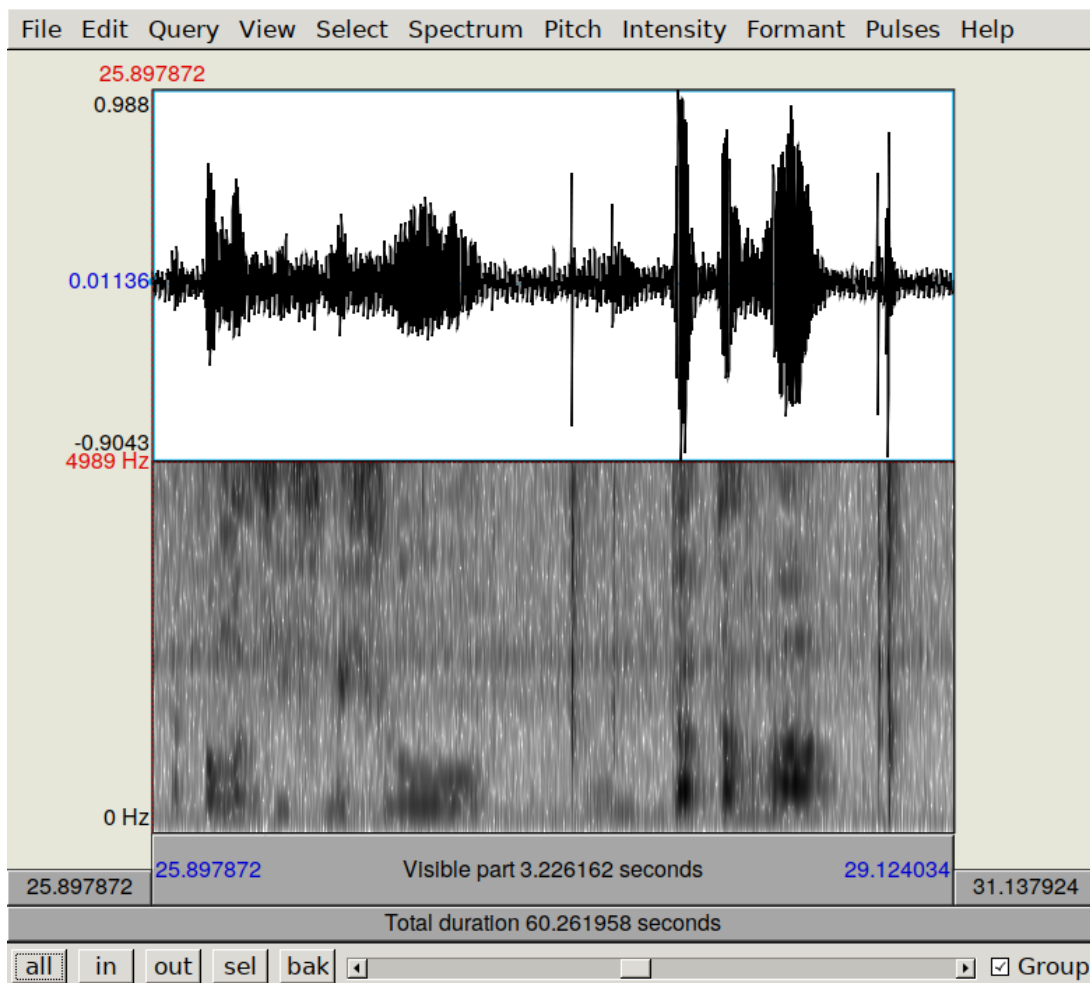 File Edit Query View Select Spectrum Pitch Intensity Formant Pulses Help
25.897872
0.988
0.01136
-0.9043
4989 Hz
0 Hz
25.897872 25.897872 Visible part 3.226162 seconds 29.124034 31.137924
Total duration 60.261958 seconds
all in out sel bak Group